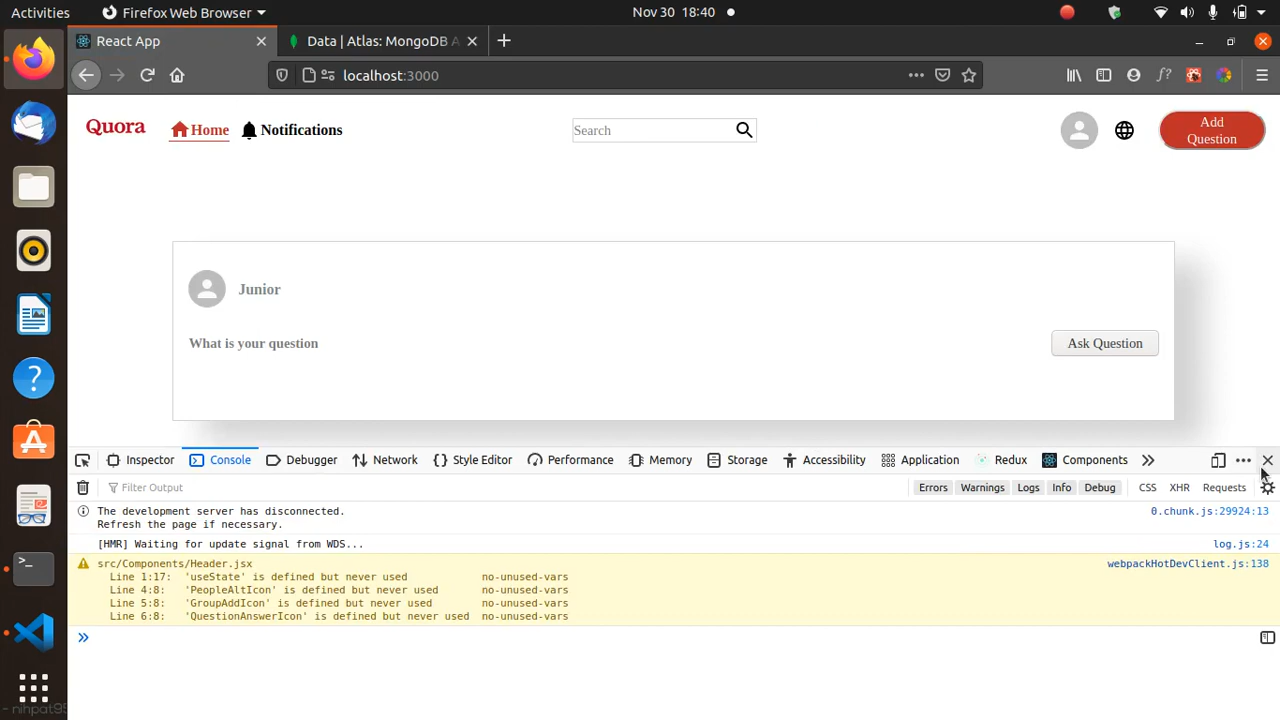 Activities
Firefox Web Browser
Nov 30 18:40
React App
Data | Atlas: MongoDB A
localhost:3000
Quora
Home
Notifications
Search
Add
Question
Junior
What is your question
Ask Question
Inspector
Console
Debugger
Network
Style Editor
Performance
Memory
Storage
Accessibility
Application
Redux
Components
Filter Output
Errors
Warnings
Logs
Info
Debug
CSS
XHR
Requests
The development server has disconnected. 0.chunk.js:29924:13
Refresh the page if necessary.
[HMR] Waiting for update signal from WDS... log.js:24
src/Components/Header.jsx webpackHotDevClient.js:138
Line 1:17: 'useState' is defined but never used no-unused-vars
Line 4:8: 'PeopleAltIcon' is defined but never used no-unused-vars
Line 5:8: 'GroupAddIcon' is defined but never used no-unused-vars
Line 6:8: 'QuestionAnswerIcon' is defined but never used no-unused-vars